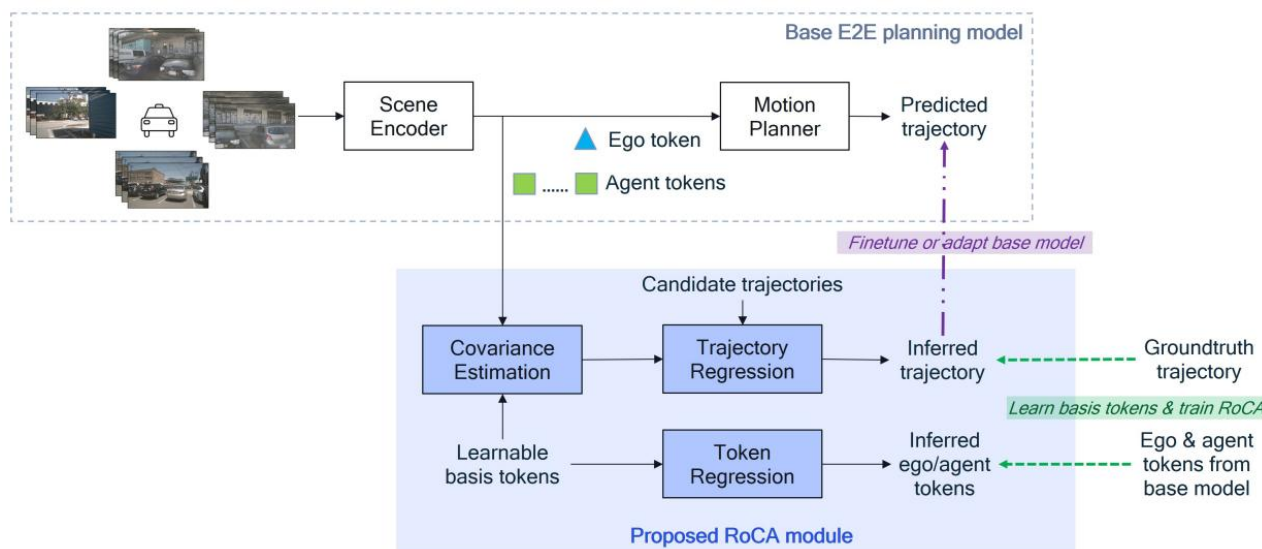 Base E2E planning model
Scene
Encoder
Motion
Planner
Predicted
trajectory
Ego token
...... Agent tokens
Finetune or adapt base model
Candidate trajectories
Covariance
Estimation
Trajectory
Regression
Inferred
trajectory
Groundtruth
trajectory
Learn basis tokens & train RoCA
Learnable
basis tokens
Token
Regression
Inferred
ego/agent
tokens
Ego & agent
tokens from
base model
Proposed RoCA module